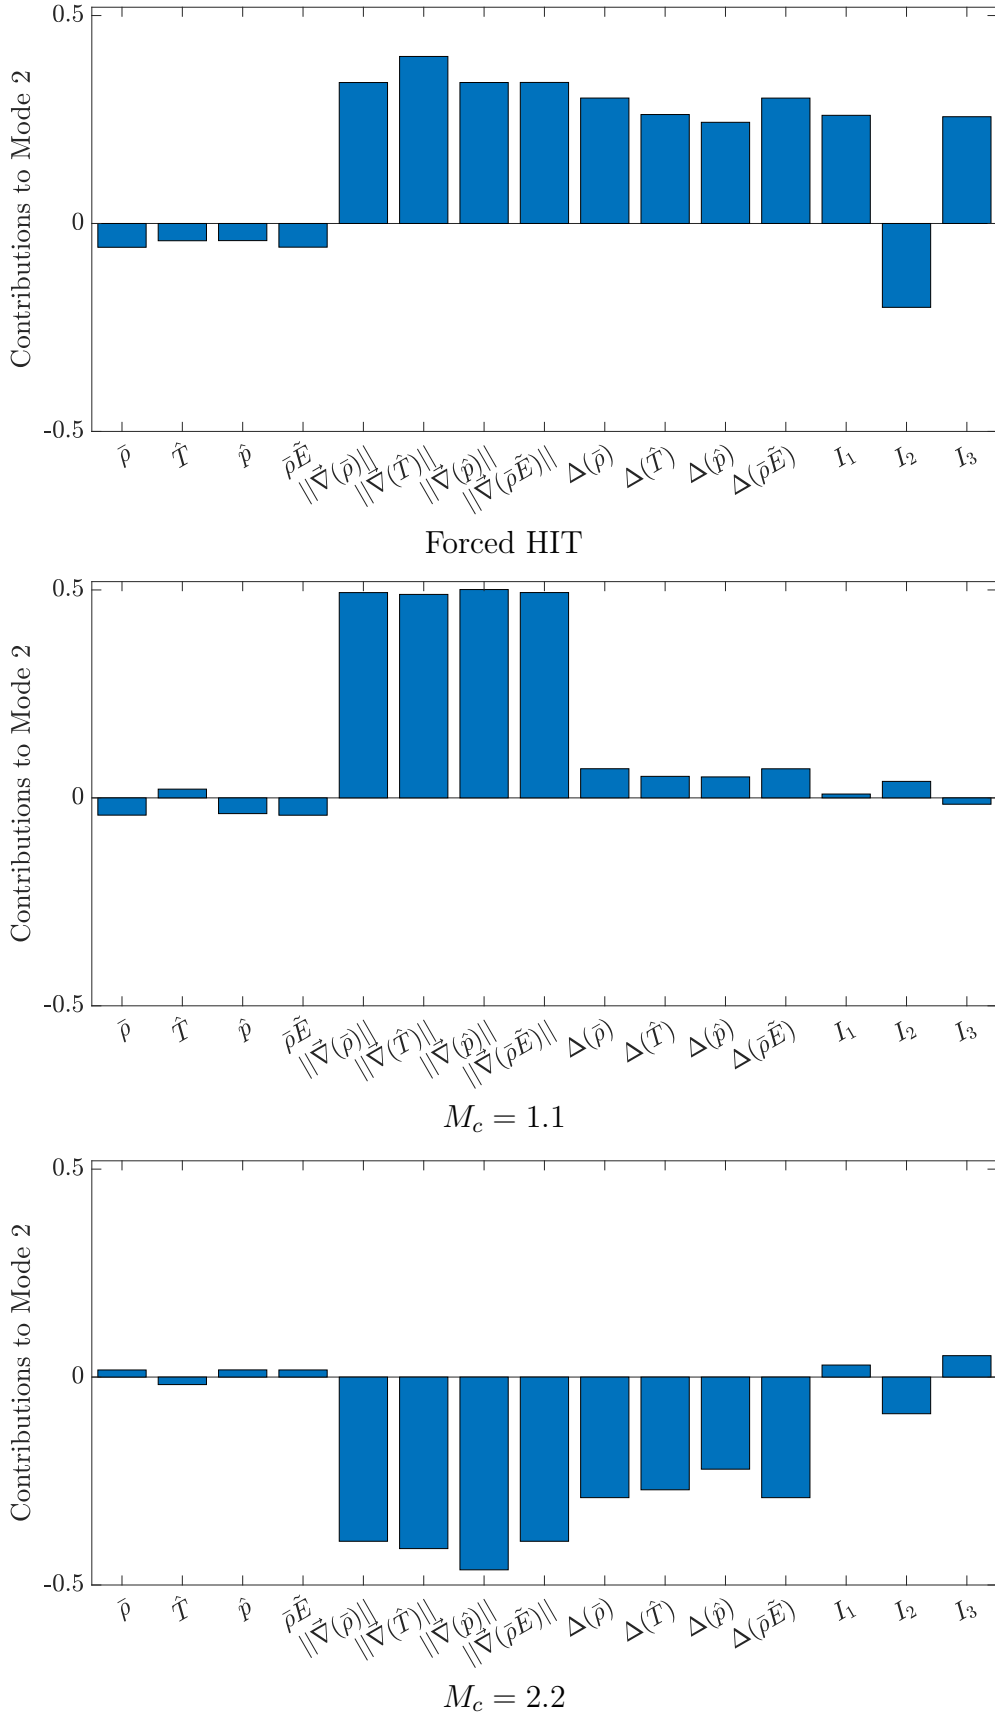 Contributions to Mode 2
0.5
0
-0.5
ρ̄
T̂
p̂
ρ̄Ẽ
||∇⃗(ρ̄)||
||∇⃗(T̂)||
||∇⃗(p̂)||
||∇⃗(ρ̄Ẽ)||
Δ(ρ̄)
Δ(T̂)
Δ(p̂)
Δ(ρ̄Ẽ)
I₁
I₂
I₃
Forced HIT
Contributions to Mode 2
0.5
0
-0.5
ρ̄
T̂
p̂
ρ̄Ẽ
||∇⃗(ρ̄)||
||∇⃗(T̂)||
||∇⃗(p̂)||
||∇⃗(ρ̄Ẽ)||
Δ(ρ̄)
Δ(T̂)
Δ(p̂)
Δ(ρ̄Ẽ)
I₁
I₂
I₃
M_c = 1.1
Contributions to Mode 2
0.5
0
-0.5
ρ̄
T̂
p̂
ρ̄Ẽ
||∇⃗(ρ̄)||
||∇⃗(T̂)||
||∇⃗(p̂)||
||∇⃗(ρ̄Ẽ)||
Δ(ρ̄)
Δ(T̂)
Δ(p̂)
Δ(ρ̄Ẽ)
I₁
I₂
I₃
M_c = 2.2